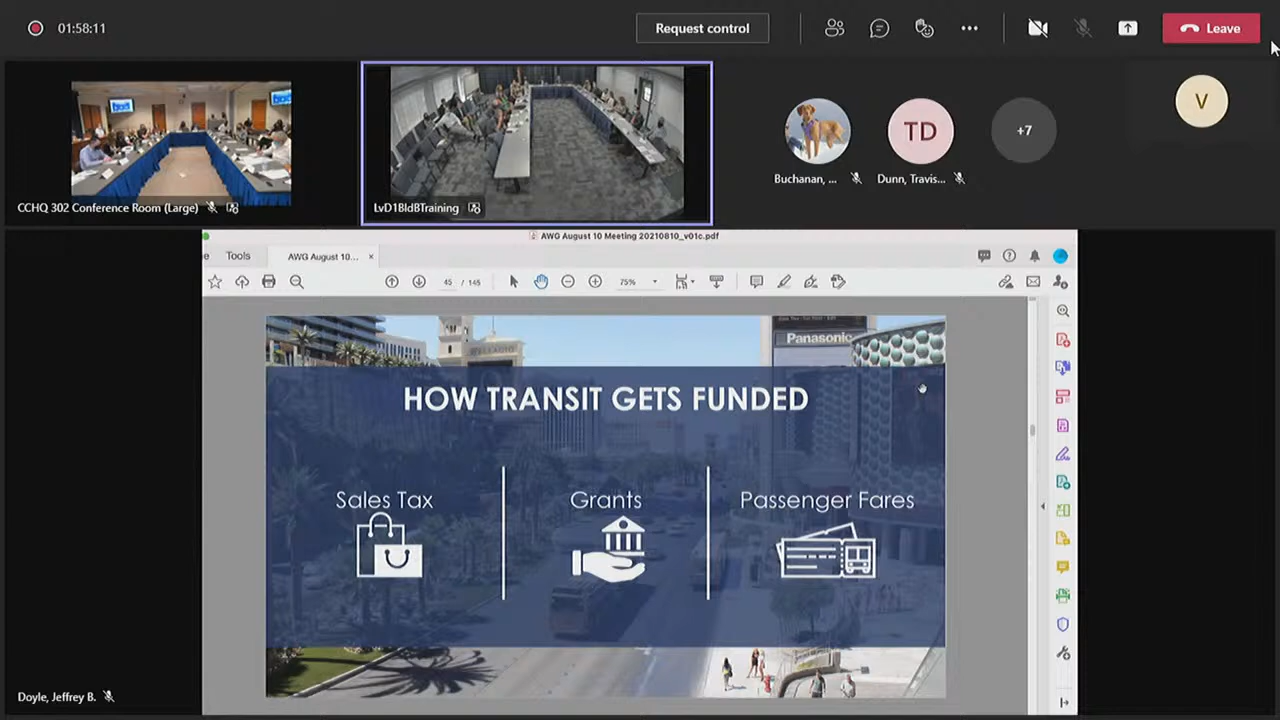 01:58:11
Request control
Leave
CCHQ 302 Conference Room (Large)
LvD1BldBTraining
Buchanan, ...
TD
Dunn, Travis...
+7
V
AWG August 10 Meeting 20210810_v01c.pdf
e
Tools
AWG August 10...
×
45 / 145
75%
Panasonic
HOW TRANSIT GETS FUNDED
Sales Tax
Grants
Passenger Fares
Doyle, Jeffrey B.